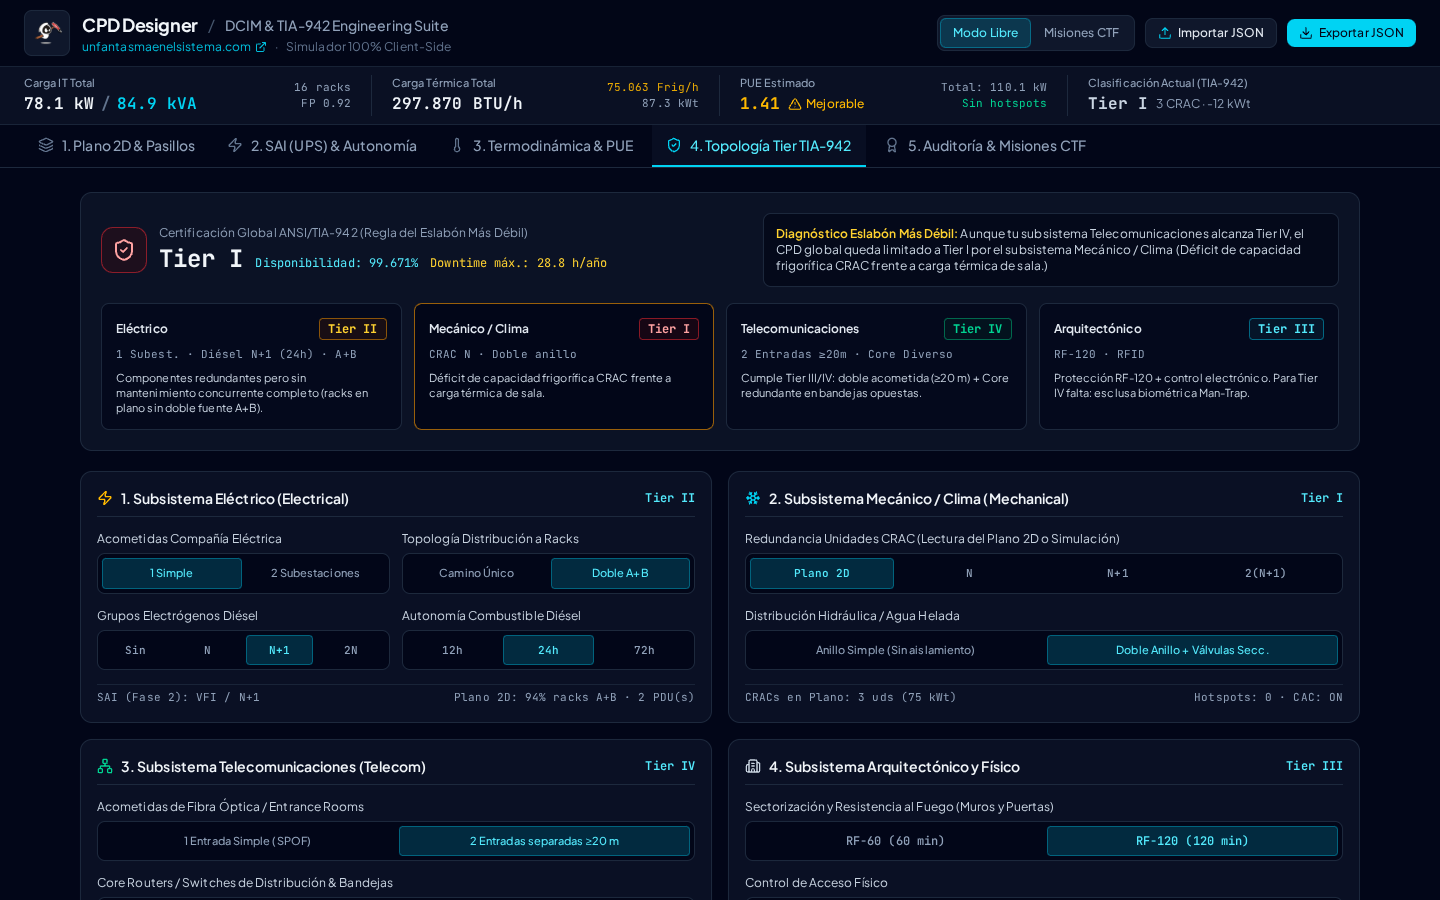 CPD Designer / DCIM & TIA-942 Engineering Suite
unfantasmaenelsistema.com · Simulador 100% Client-Side
Modo Libre
Misiones CTF
Importar JSON
Exportar JSON
Carga IT Total
78.1 kW / 84.9 kVA
16 racks
FP 0.92
Carga Térmica Total
297.870 BTU/h
75.063 Frig/h
87.3 kWt
PUE Estimado
1.41 Mejorable
Total: 110.1 kW
Sin hotspots
Clasificación Actual (TIA-942)
Tier I 3 CRAC · -12 kWt
1. Plano 2D & Pasillos
2. SAI (UPS) & Autonomía
3. Termodinámica & PUE
4. Topología Tier TIA-942
5. Auditoría & Misiones CTF
Certificación Global ANSI/TIA-942 (Regla del Eslabón Más Débil)
Tier I Disponibilidad: 99.671% Downtime máx.: 28.8 h/año
Diagnóstico Eslabón Más Débil: Aunque tu subsistema Telecomunicaciones alcanza Tier IV, el
CPD global queda limitado a Tier I por el subsistema Mecánico / Clima (Déficit de capacidad
frigorífica CRAC frente a carga térmica de sala.)
Eléctrico
Tier II
1 Subest. · Diésel N+1 (24h) · A+B
Componentes redundantes pero sin
mantenimiento concurrente completo (racks en
plano sin doble fuente A+B).
Mecánico / Clima
Tier I
CRAC N · Doble anillo
Déficit de capacidad frigorífica CRAC frente a
carga térmica de sala.
Telecomunicaciones
Tier IV
2 Entradas ≥20m · Core Diverso
Cumple Tier III/IV: doble acometida (≥20 m) + Core
redundante en bandejas opuestas.
Arquitectónico
Tier III
RF-120 · RFID
Protección RF-120 + control electrónico. Para Tier
IV falta: esclusa biométrica Man-Trap.
1. Subsistema Eléctrico (Electrical)
Tier II
Acometidas Compañía Eléctrica
1 Simple
2 Subestaciones
Topología Distribución a Racks
Camino Único
Doble A+B
Grupos Electrógenos Diésel
Sin
N
N+1
2N
Autonomía Combustible Diésel
12h
24h
72h
SAI (Fase 2): VFI / N+1
Plano 2D: 94% racks A+B · 2 PDU(s)
2. Subsistema Mecánico / Clima (Mechanical)
Tier I
Redundancia Unidades CRAC (Lectura del Plano 2D o Simulación)
Plano 2D
N
N+1
2(N+1)
Distribución Hidráulica / Agua Helada
Anillo Simple (Sin aislamiento)
Doble Anillo + Válvulas Secc.
CRACs en Plano: 3 uds (75 kWt)
Hotspots: 0 · CAC: ON
3. Subsistema Telecomunicaciones (Telecom)
Tier IV
Acometidas de Fibra Óptica / Entrance Rooms
1 Entrada Simple (SPOF)
2 Entradas separadas ≥20 m
Core Routers / Switches de Distribución & Bandejas
4. Subsistema Arquitectónico y Físico
Tier III
Sectorización y Resistencia al Fuego (Muros y Puertas)
RF-60 (60 min)
RF-120 (120 min)
Control de Acceso Físico